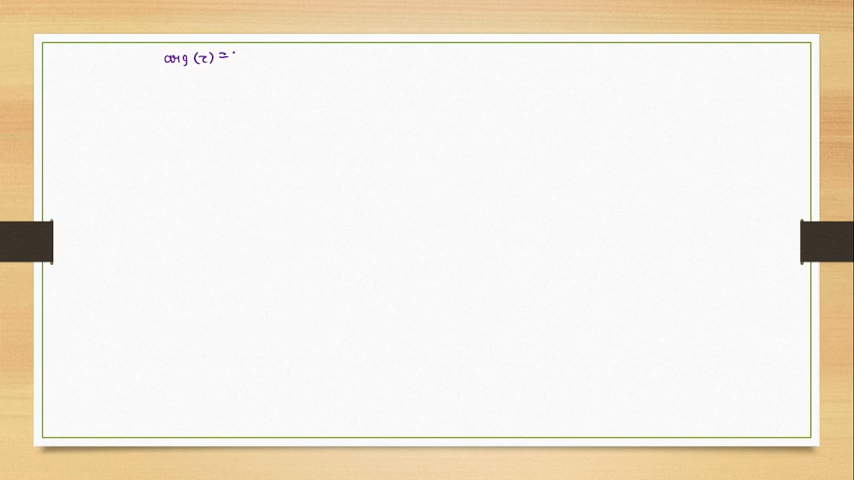 arg (z) =